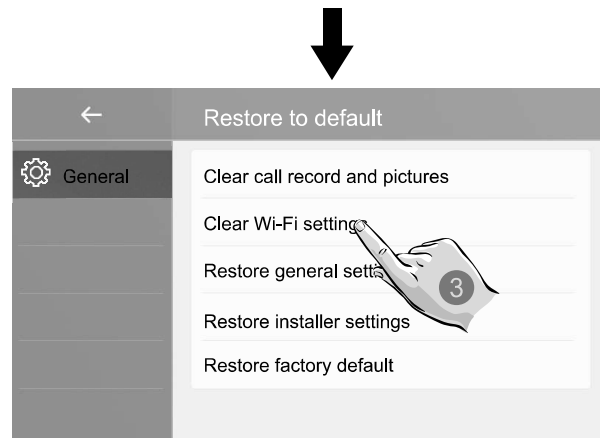 Restore to default
General
Clear call record and pictures
Clear Wi-Fi settings
Restore general
3
Restore installer settings
Restore factory default